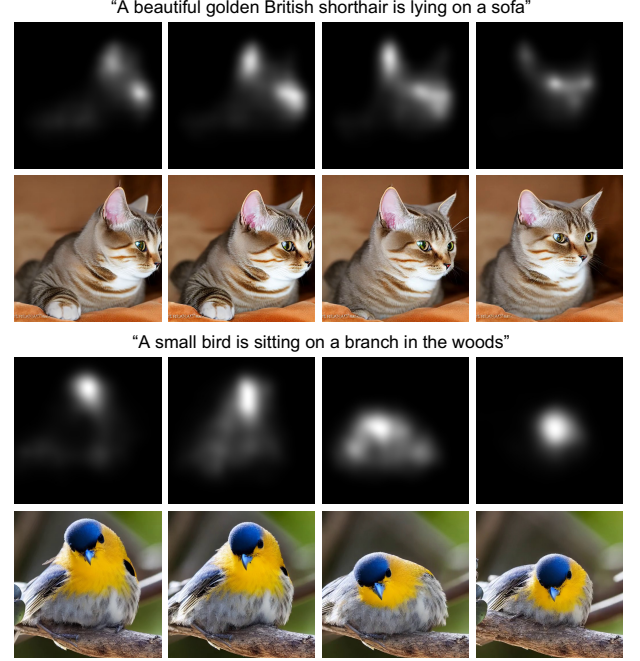 “A beautiful golden British shorthair is lying on a sofa”
“A small bird is sitting on a branch in the woods”